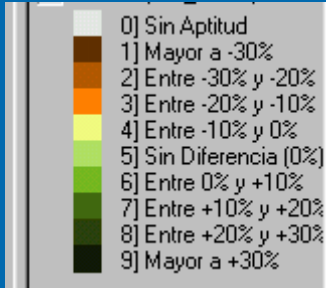 0] Sin Aptitud
1] Mayor a -30%
2] Entre -30% y -20%
3] Entre -20% y -10%
4] Entre -10% y 0%
5] Sin Diferencia (0%)
6] Entre 0% y +10%
7] Entre +10% y +20%
8] Entre +20% y +30%
9] Mayor a +30%